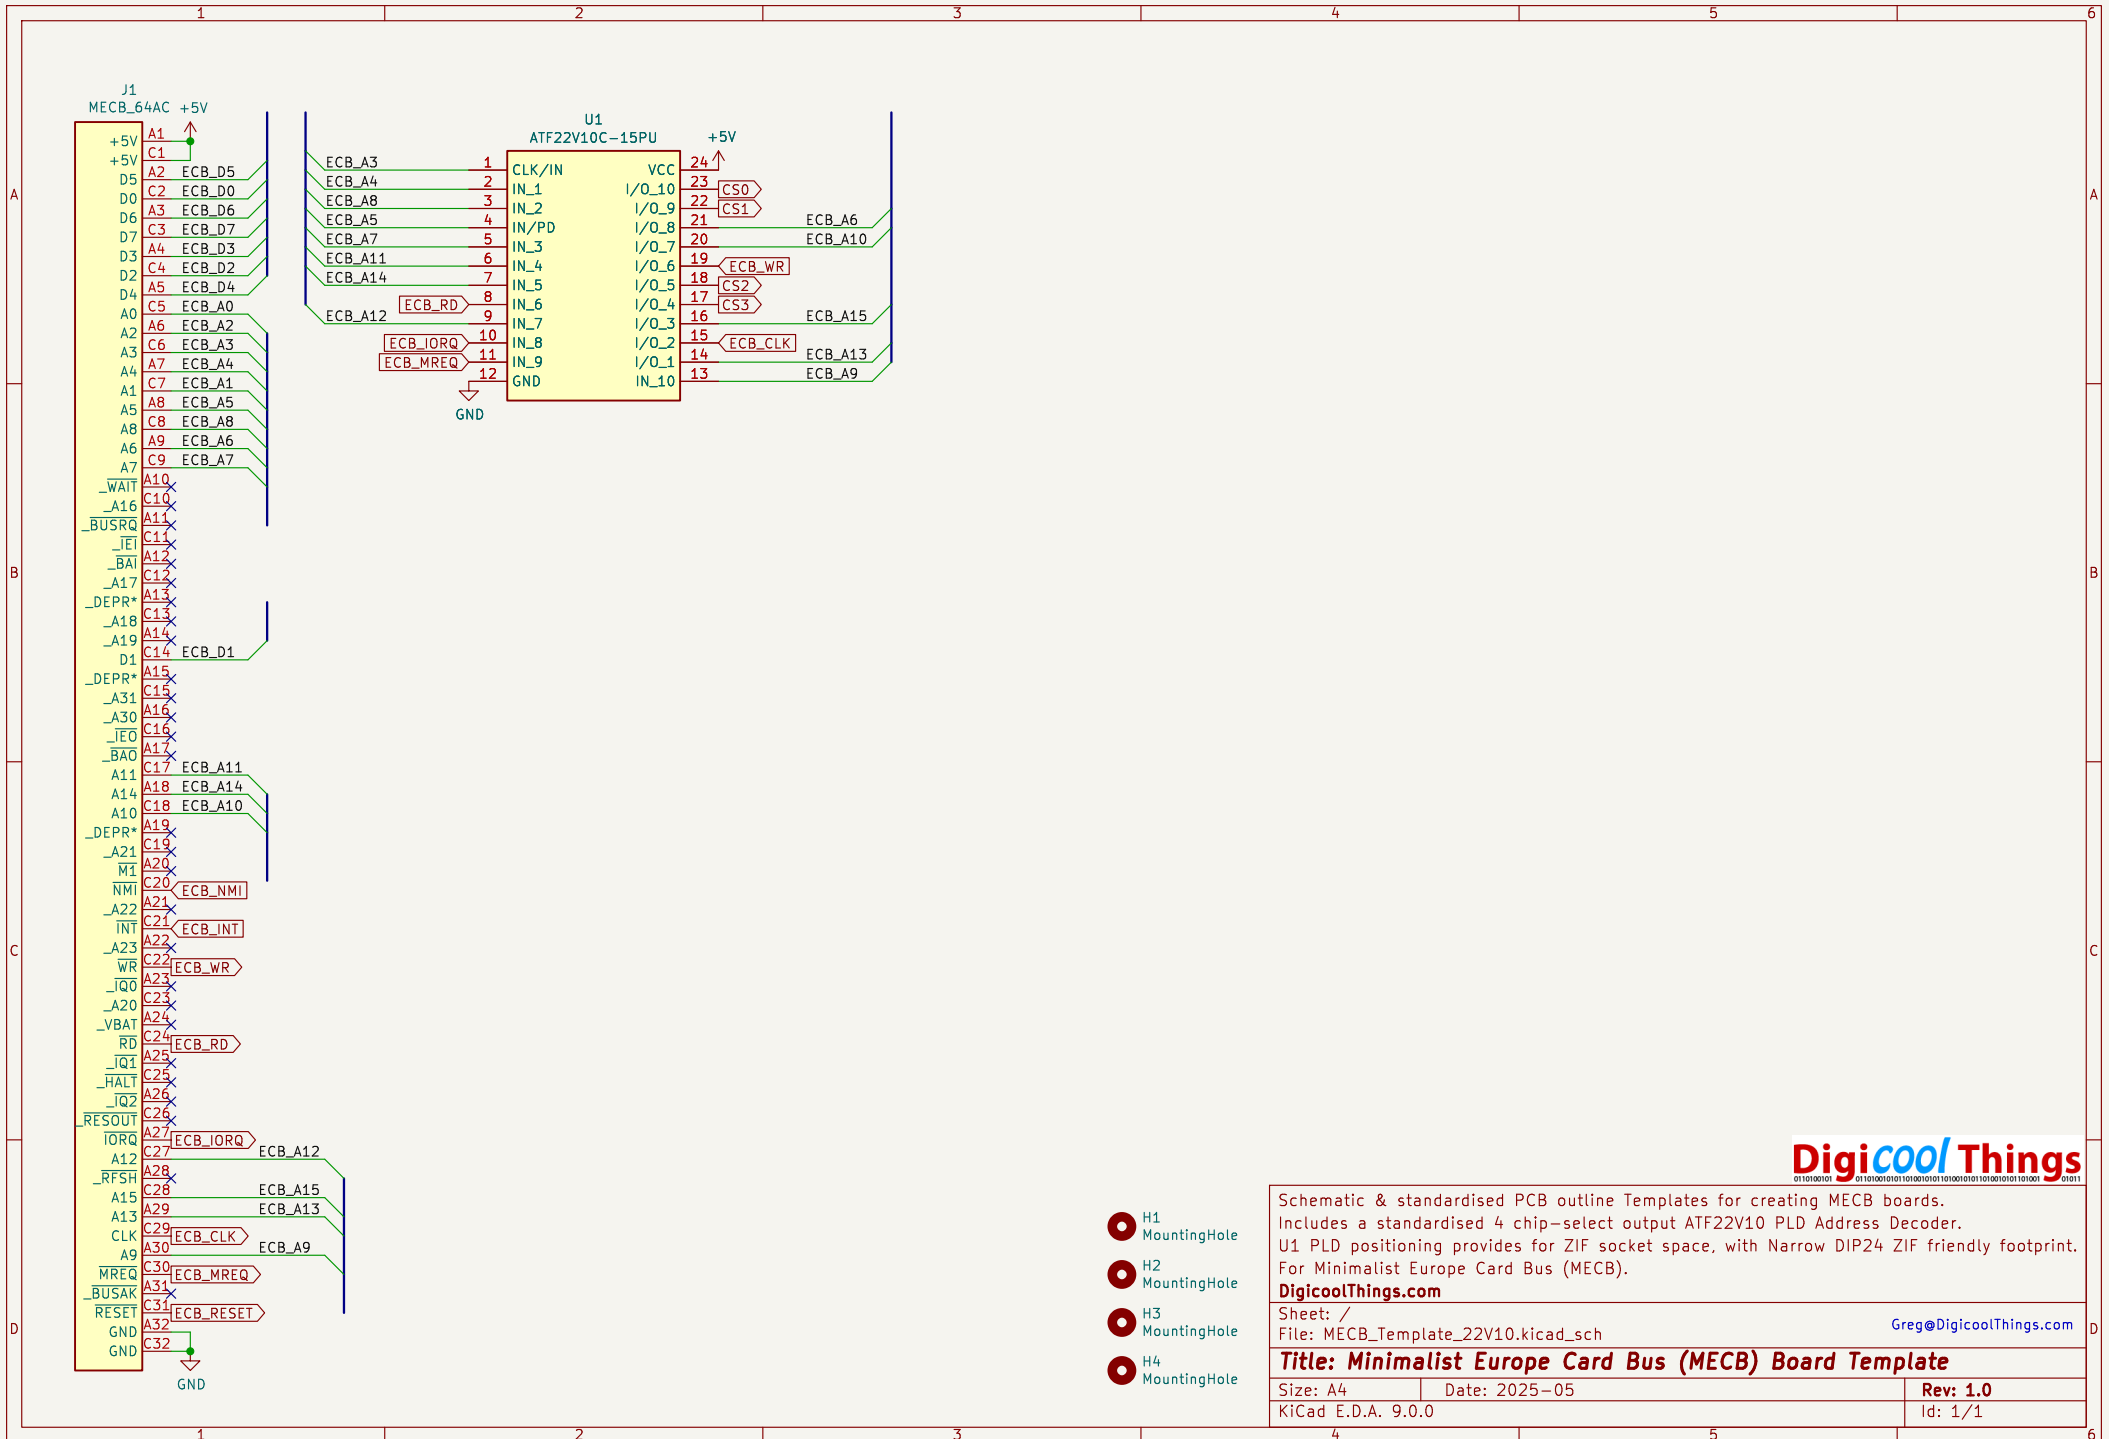 1 2 3 4 5 6
A
B
C
D
J1
MECB_64AC +5V
+5V A1
+5V C1
D5 A2 ECB_D5
D0 C2 ECB_D0
D6 A3 ECB_D6
D7 C3 ECB_D7
D3 A4 ECB_D3
D2 C4 ECB_D2
D4 A5 ECB_D4
A0 C5 ECB_A0
A2 A6 ECB_A2
A3 C6 ECB_A3
A4 A7 ECB_A4
A1 C7 ECB_A1
A5 A8 ECB_A5
A8 C8 ECB_A8
A6 A9 ECB_A6
A7 C9 ECB_A7
_WAIT A10
_A16 C10
_BUSRQ A11
_IEI C11
_BAI A12
_A17 C12
_DEPR* A13
_A18 C13
_A19 A14
D1 C14 ECB_D1
_DEPR* A15
_A31 C15
_A30 A16
_IEO C16
_BAO A17
A11 C17 ECB_A11
A14 A18 ECB_A14
A10 C18 ECB_A10
_DEPR* A19
_A21 C19
M1 A20
NMI C20 ECB_NMI
_A22 A21
INT C21 ECB_INT
_A23 A22
WR C22 ECB_WR
_IQ0 A23
_A20 C23
_VBAT A24
RD C24 ECB_RD
_IQ1 A25
_HALT C25
_IQ2 A26
_RESOUT C26
IORQ A27 ECB_IORQ
A12 C27 ECB_A12
_RFSH A28
A15 C28 ECB_A15
A13 A29 ECB_A13
CLK C29 ECB_CLK
A9 A30 ECB_A9
MREQ C30 ECB_MREQ
_BUSAK A31
RESET C31 ECB_RESET
GND A32
GND C32
GND
U1
ATF22V10C-15PU
+5V
ECB_A3 1 CLK/IN VCC 24
ECB_A4 2 IN_1 I/O_10 23 CS0
ECB_A8 3 IN_2 I/O_9 22 CS1
ECB_A5 4 IN/PD I/O_8 21 ECB_A6
ECB_A7 5 IN_3 I/O_7 20 ECB_A10
ECB_A11 6 IN_4 I/O_6 19 ECB_WR
ECB_A14 7 IN_5 I/O_5 18 CS2
ECB_RD 8 IN_6 I/O_4 17 CS3
ECB_A12 9 IN_7 I/O_3 16 ECB_A15
ECB_IORQ 10 IN_8 I/O_2 15 ECB_CLK
ECB_MREQ 11 IN_9 I/O_1 14 ECB_A13
12 GND IN_10 13 ECB_A9
GND
H1
MountingHole
H2
MountingHole
H3
MountingHole
H4
MountingHole
Digicool Things
Schematic & standardised PCB outline Templates for creating MECB boards.
Includes a standardised 4 chip-select output ATF22V10 PLD Address Decoder.
U1 PLD positioning provides for ZIF socket space, with Narrow DIP24 ZIF friendly footprint.
For Minimalist Europe Card Bus (MECB).
DigicoolThings.com
Sheet: /
File: MECB_Template_22V10.kicad_sch
Greg@DigicoolThings.com
Title: Minimalist Europe Card Bus (MECB) Board Template
Size: A4 Date: 2025-05 Rev: 1.0
KiCad E.D.A. 9.0.0 Id: 1/1
A
B
C
D
1 2 3 4 5 6